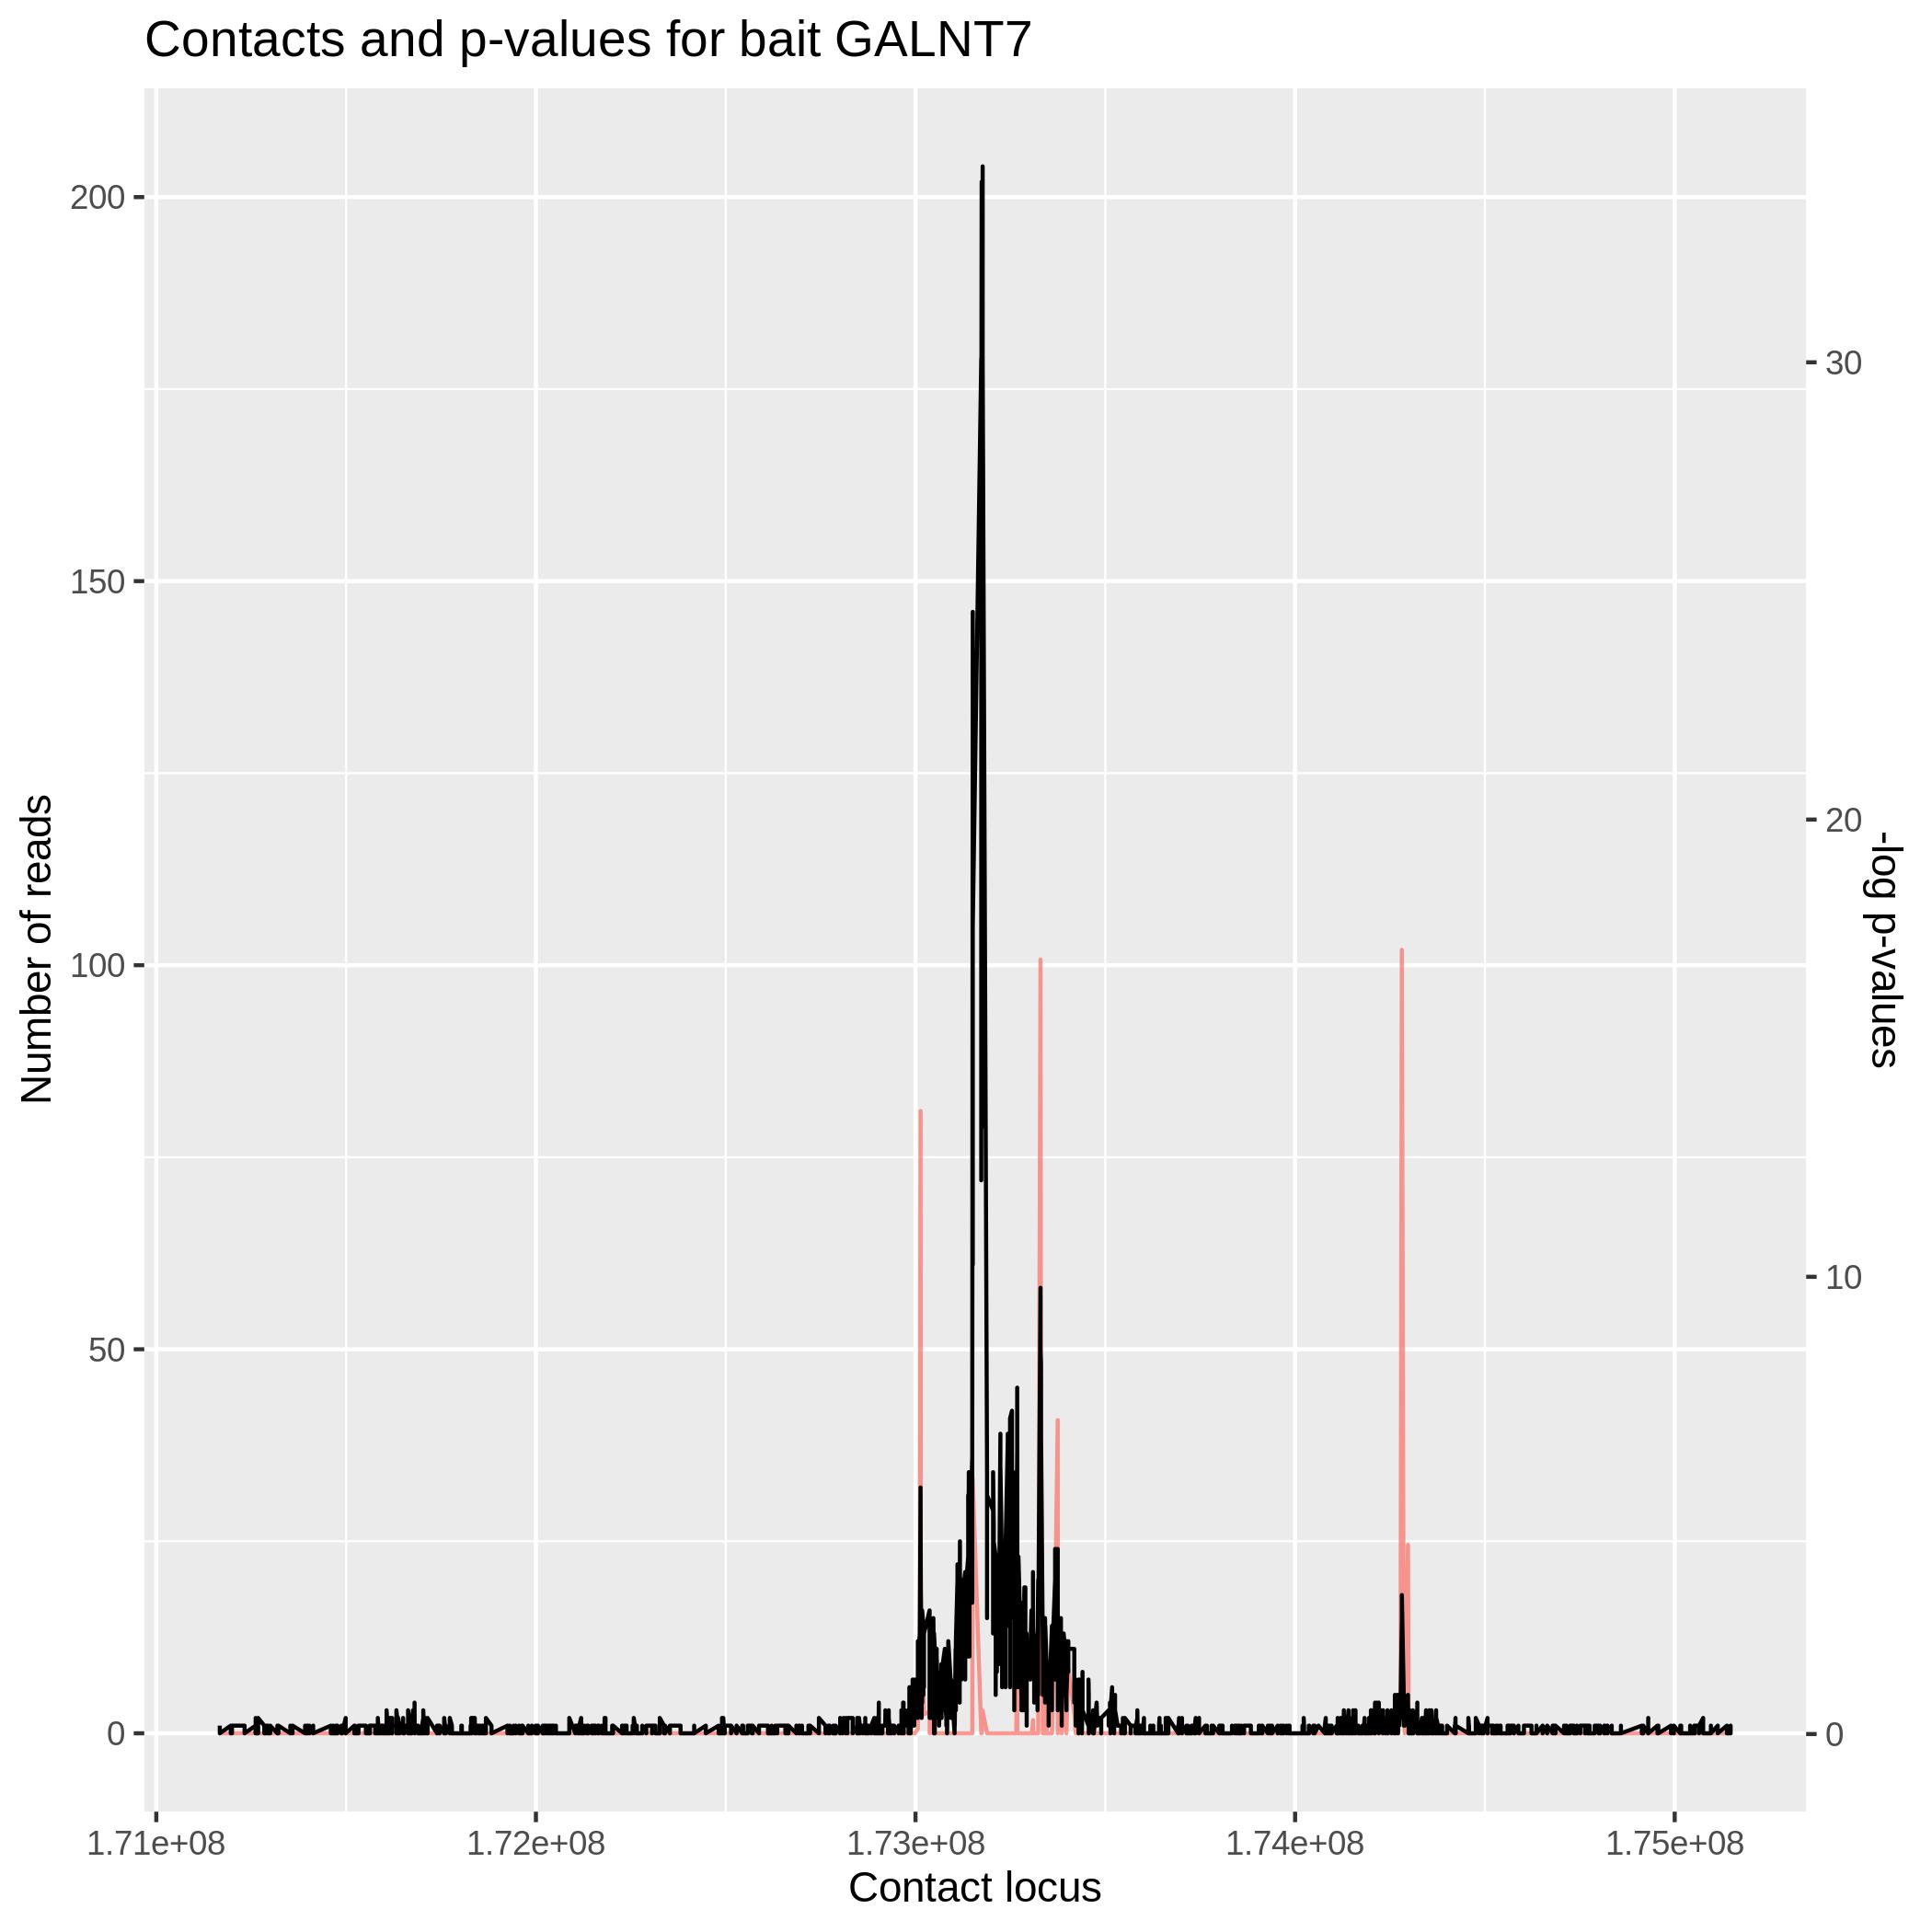 Contacts and p-values for bait GALNT7
200
150
100
50
0
Number of reads
30
20
10
0
-log p-values
1.71e+08
1.72e+08
1.73e+08
1.74e+08
1.75e+08
Contact locus